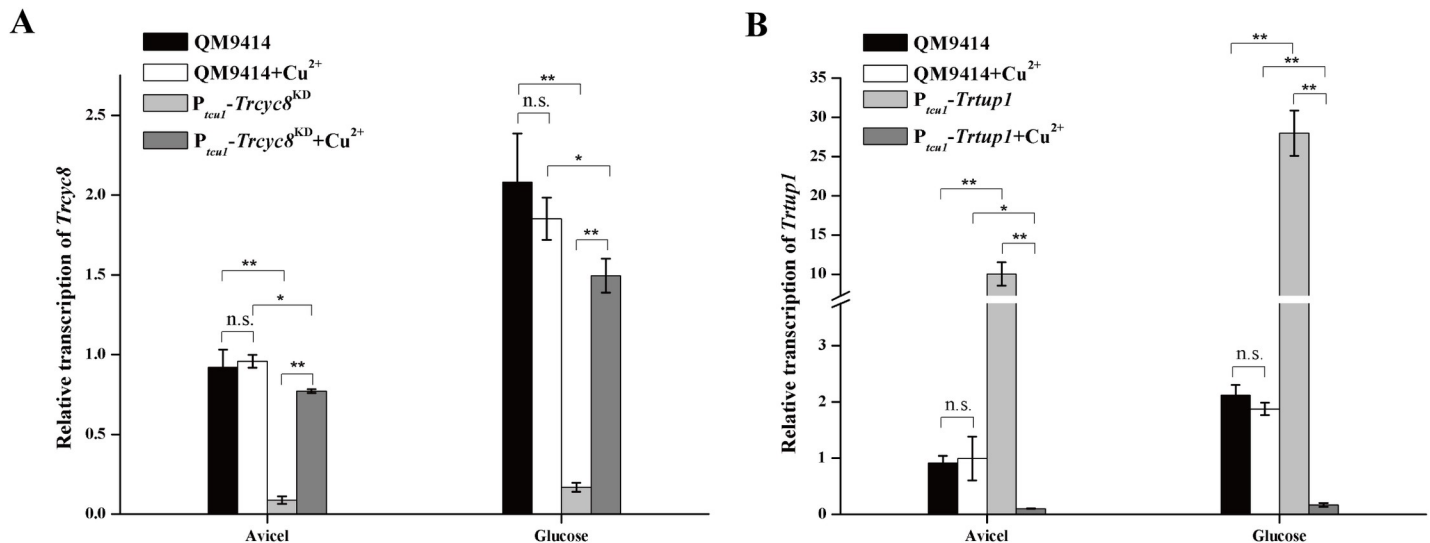 A
QM9414
QM9414+Cu2+
Ptcu1-Trcyc8KD
Ptcu1-Trcyc8KD+Cu2+
Relative transcription of Trcyc8
2.5
2.0
1.5
1.0
0.5
0.0
**
*
n.s.
**
**
n.s.
*
**
Avicel
Glucose
B
QM9414
QM9414+Cu2+
Ptcu1-Trtup1
Ptcu1-Trtup1+Cu2+
Relative transcription of Trtup1
35
30
25
20
15
10
3
2
1
0
**
*
**
n.s.
**
**
**
n.s.
Avicel
Glucose